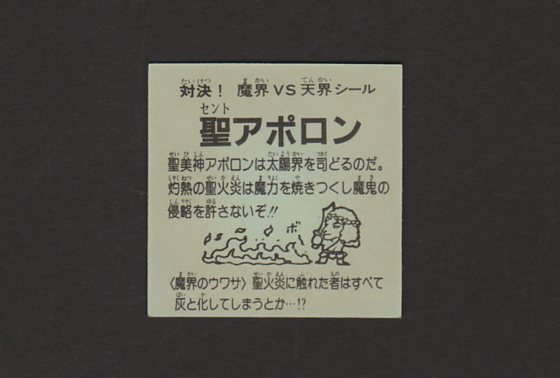 対決！ 魔界VS天界シール
聖アポロン
聖美神アポロンは太陽界を司どるのだ。
灼熱の聖火炎は魔力を焼きつくし魔鬼の
侵略を許さないぞ!!
ボ
〈魔界のウワサ〉聖火炎に触れた者はすべて
灰と化してしまうとか…!?